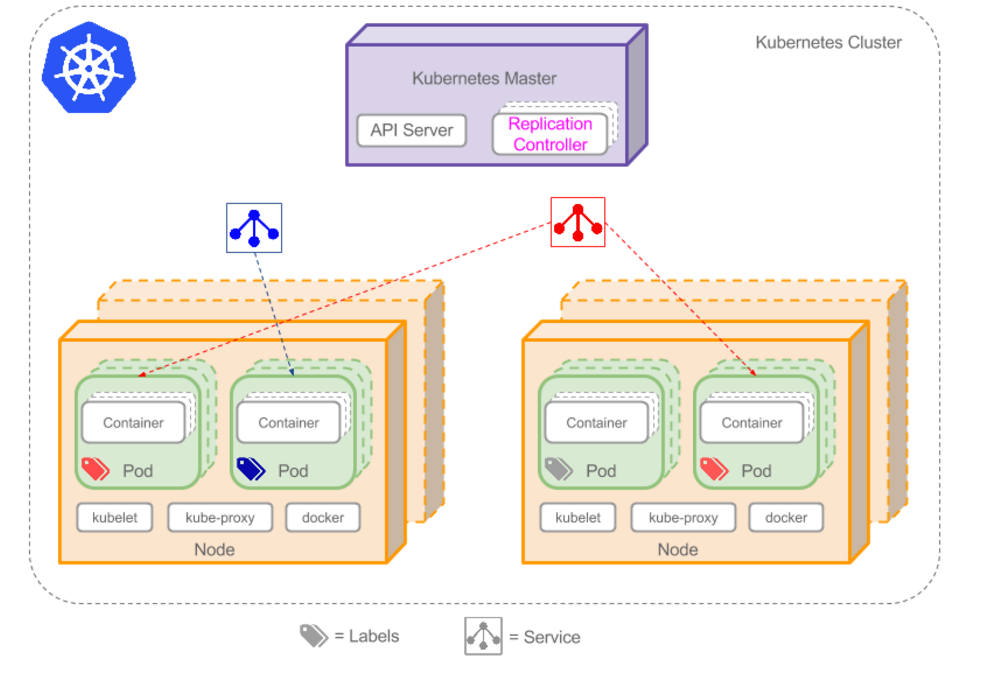 Kubernetes Cluster
Kubernetes Master
API Server
Replication
Controller
Container
Container
Pod
Pod
kubelet
kube-proxy
docker
Node
Container
Container
Pod
Pod
kubelet
kube-proxy
docker
Node
= Labels
= Service